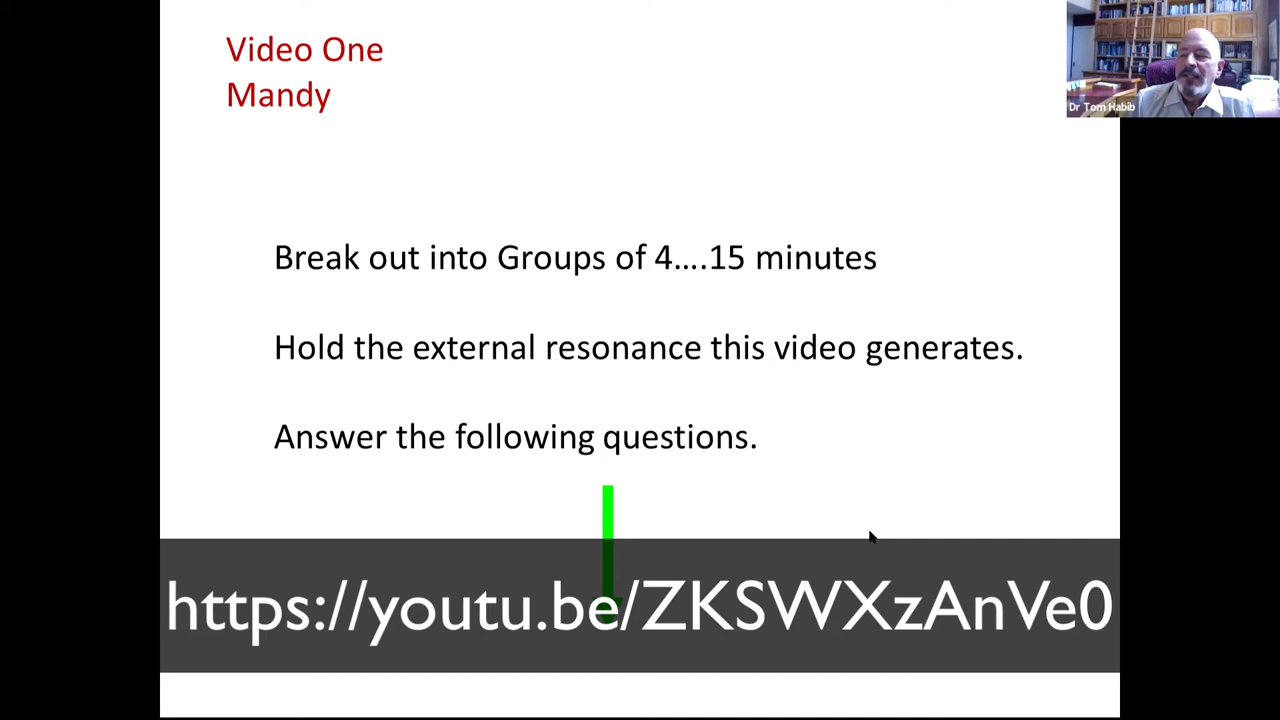 Video One
Mandy
Dr Tom Habib
Break out into Groups of 4....15 minutes
Hold the external resonance this video generates.
Answer the following questions.
https://youtu.be/ZKSWXzAnVe0